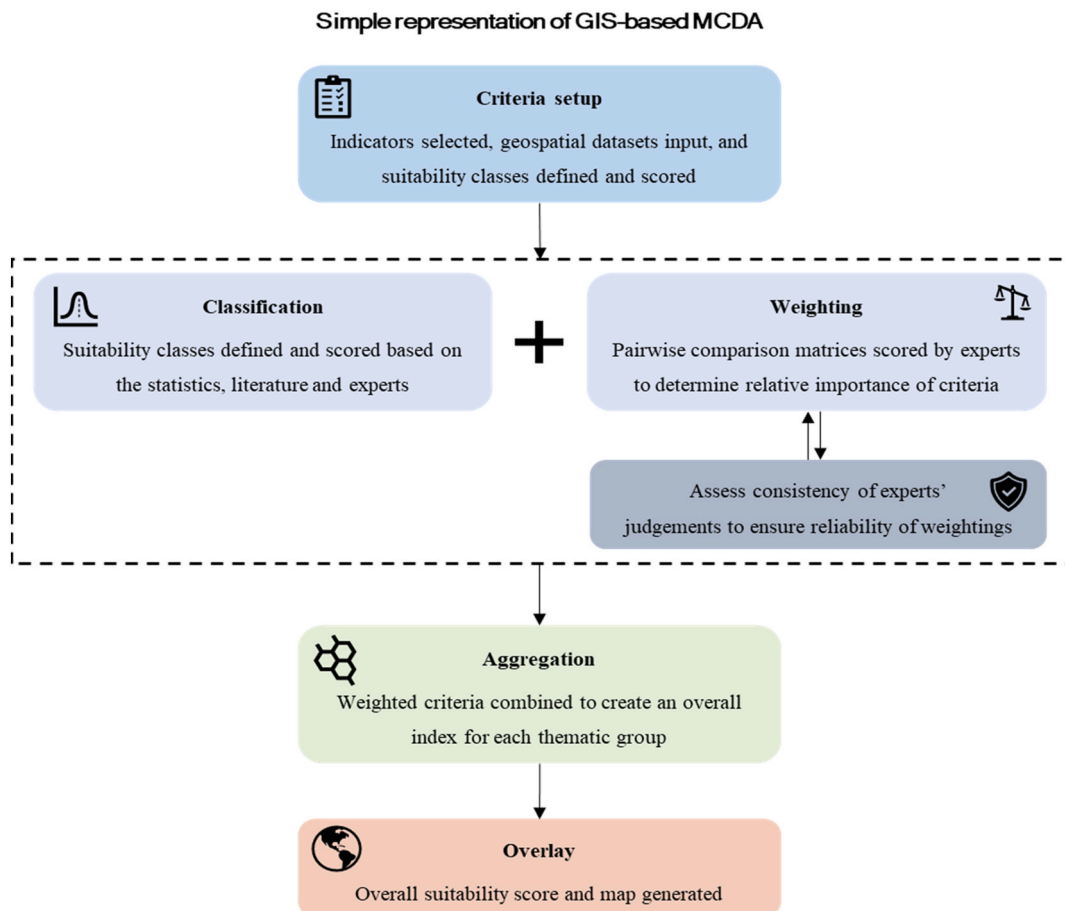 Simple representation of GIS-based MCDA
Criteria setup
Indicators selected, geospatial datasets input, and
suitability classes defined and scored
Classification
Suitability classes defined and scored based on
the statistics, literature and experts
Weighting
Pairwise comparison matrices scored by experts
to determine relative importance of criteria
Assess consistency of experts’
judgements to ensure reliability of weightings
Aggregation
Weighted criteria combined to create an overall
index for each thematic group
Overlay
Overall suitability score and map generated